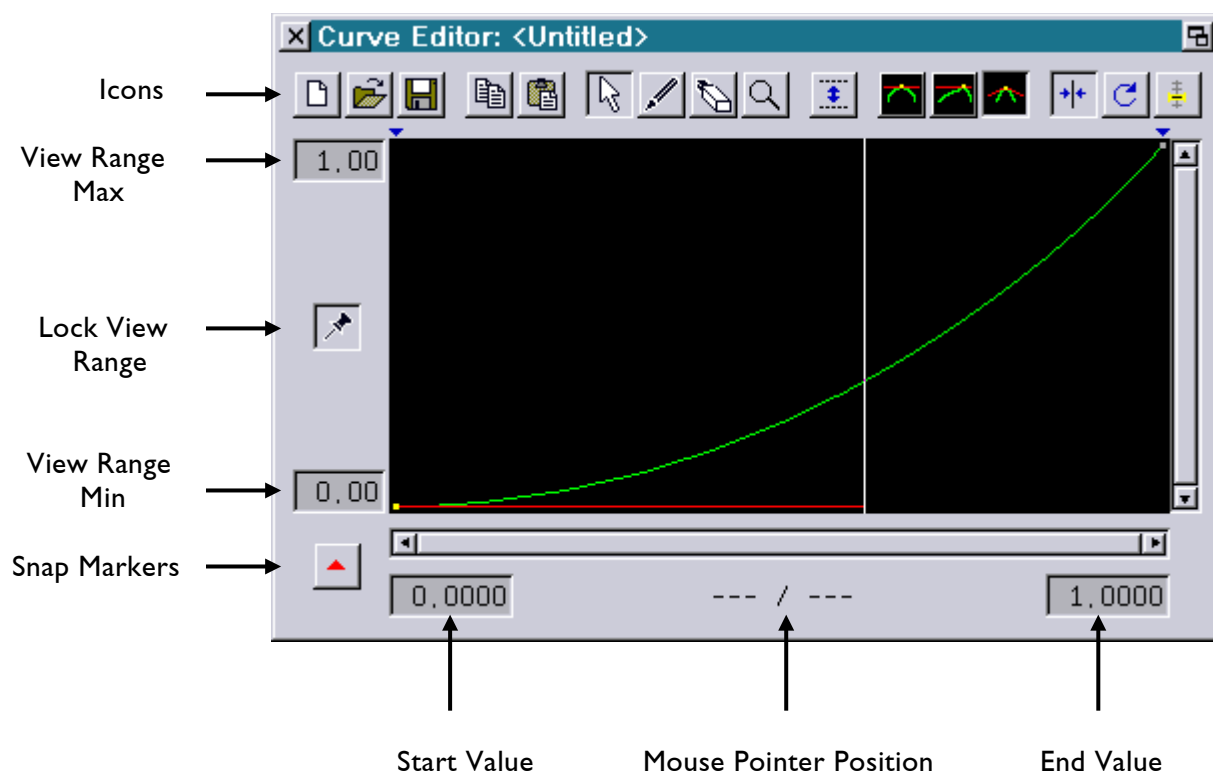 Curve Editor: <Untitled>
Icons
View Range
Max
1.00
Lock View
Range
View Range
Min
0.00
Snap Markers
0.0000
--- / ---
1.0000
Start Value
Mouse Pointer Position
End Value